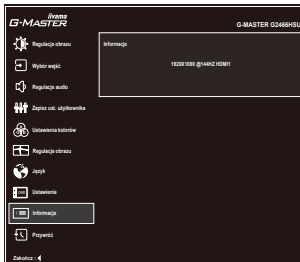 iiyama
G-MASTER
G-MASTER G2466HSU
Regulacje obrazu
Informacje
1920X1080 @144HZ HDMI1
Wybór wejść
Regulacje audio
Zapisz ust. użytkownika
Ustawienia kolorów
Regulacje obrazu
Język
OSD
Ustawienia
Informacje
Przywróć
Zakończ :